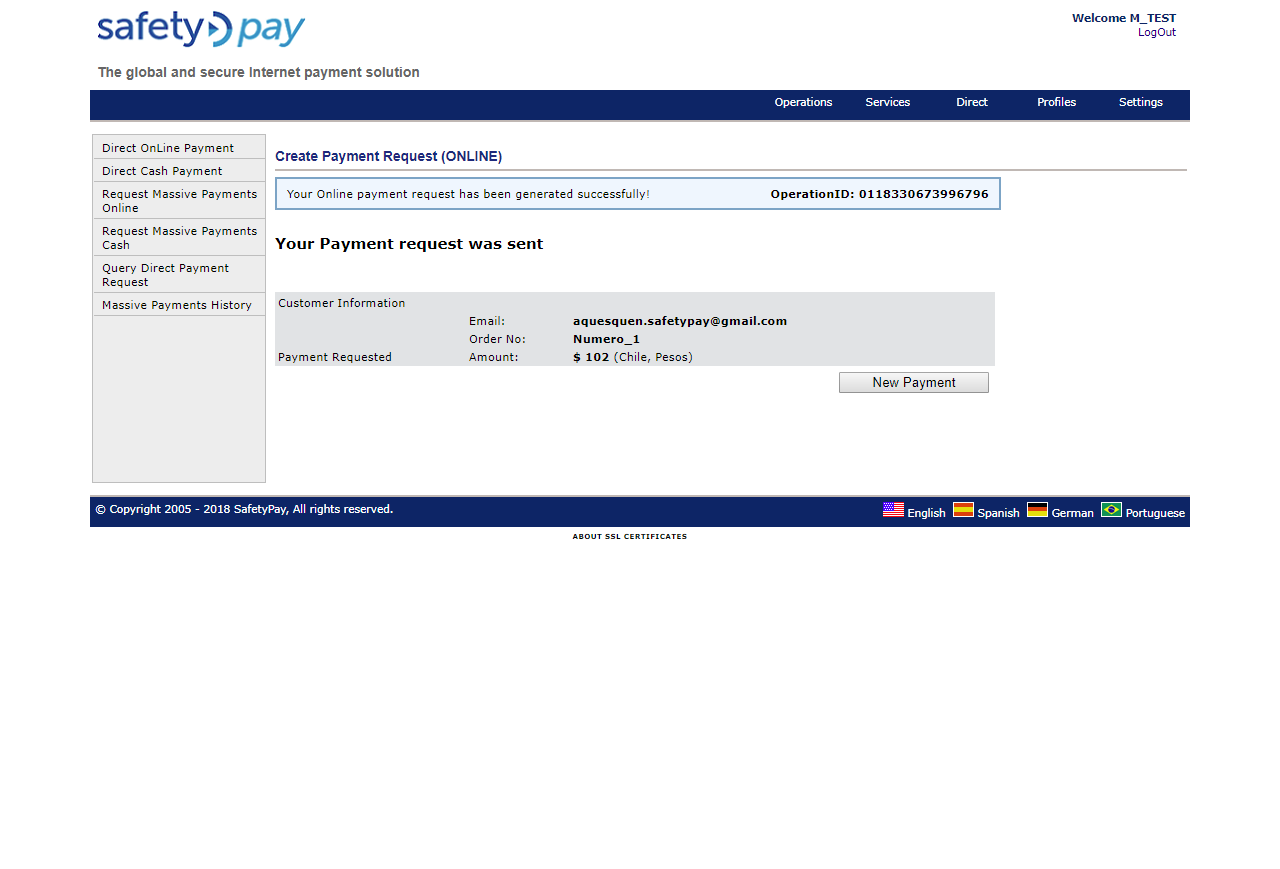 safetypay
Welcome M_TEST
LogOut
The global and secure Internet payment solution
Operations Services Direct Profiles Settings
Direct OnLine Payment
Direct Cash Payment
Request Massive Payments
Online
Request Massive Payments
Cash
Query Direct Payment
Request
Massive Payments History
Create Payment Request (ONLINE)
Your Online payment request has been generated successfully! OperationID: 0118330673996796
Your Payment request was sent
Customer Information
Email: aquesquen.safetypay@gmail.com
Order No: Numero_1
Payment Requested Amount: $ 102 (Chile, Pesos)
New Payment
© Copyright 2005 - 2018 SafetyPay, All rights reserved. English Spanish German Portuguese
ABOUT SSL CERTIFICATES